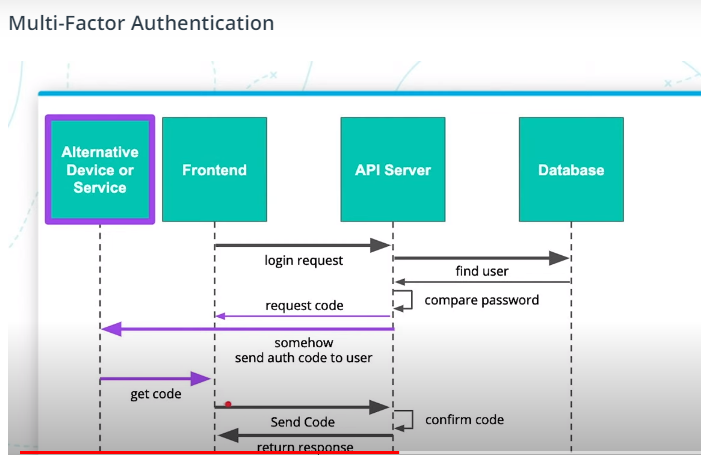 Multi-Factor Authentication
Alternative
Device or
Service
Frontend
API Server
Database
login request
find user
compare password
request code
somehow
send auth code to user
get code
Send Code
confirm code
return response